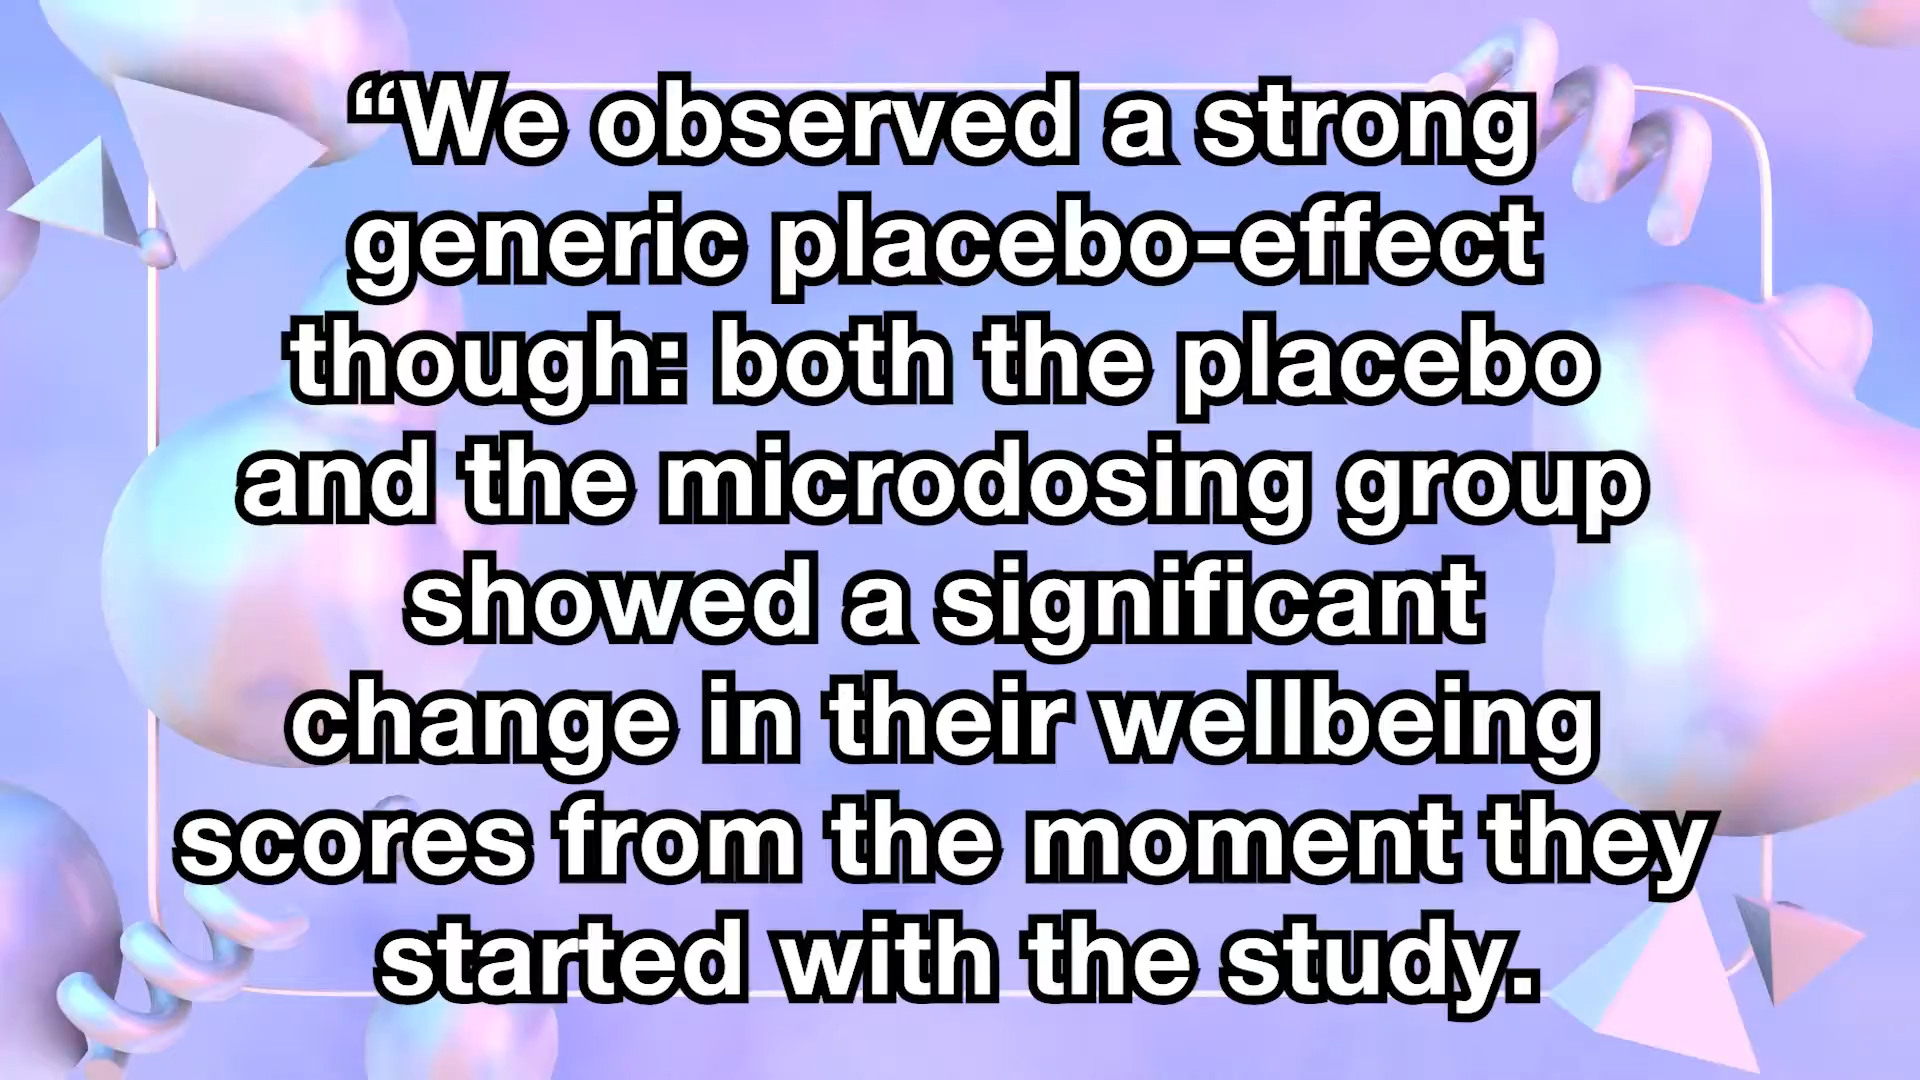 “We observed a strong
generic placebo-effect
though: both the placebo
and the microdosing group
showed a significant
change in their wellbeing
scores from the moment they
started with the study.